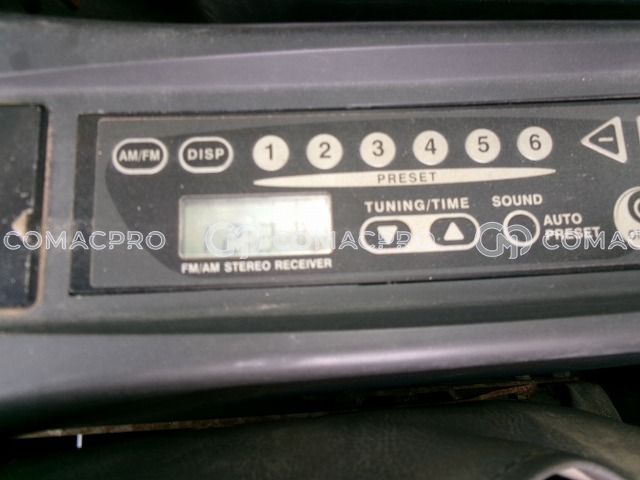 AM/FM DISP 1 2 3 4 5 6
PRESET
TUNING/TIME SOUND
AUTO
PRESET
FM/AM STEREO RECEIVER
COMACPRO COMACPRO COMACPRO